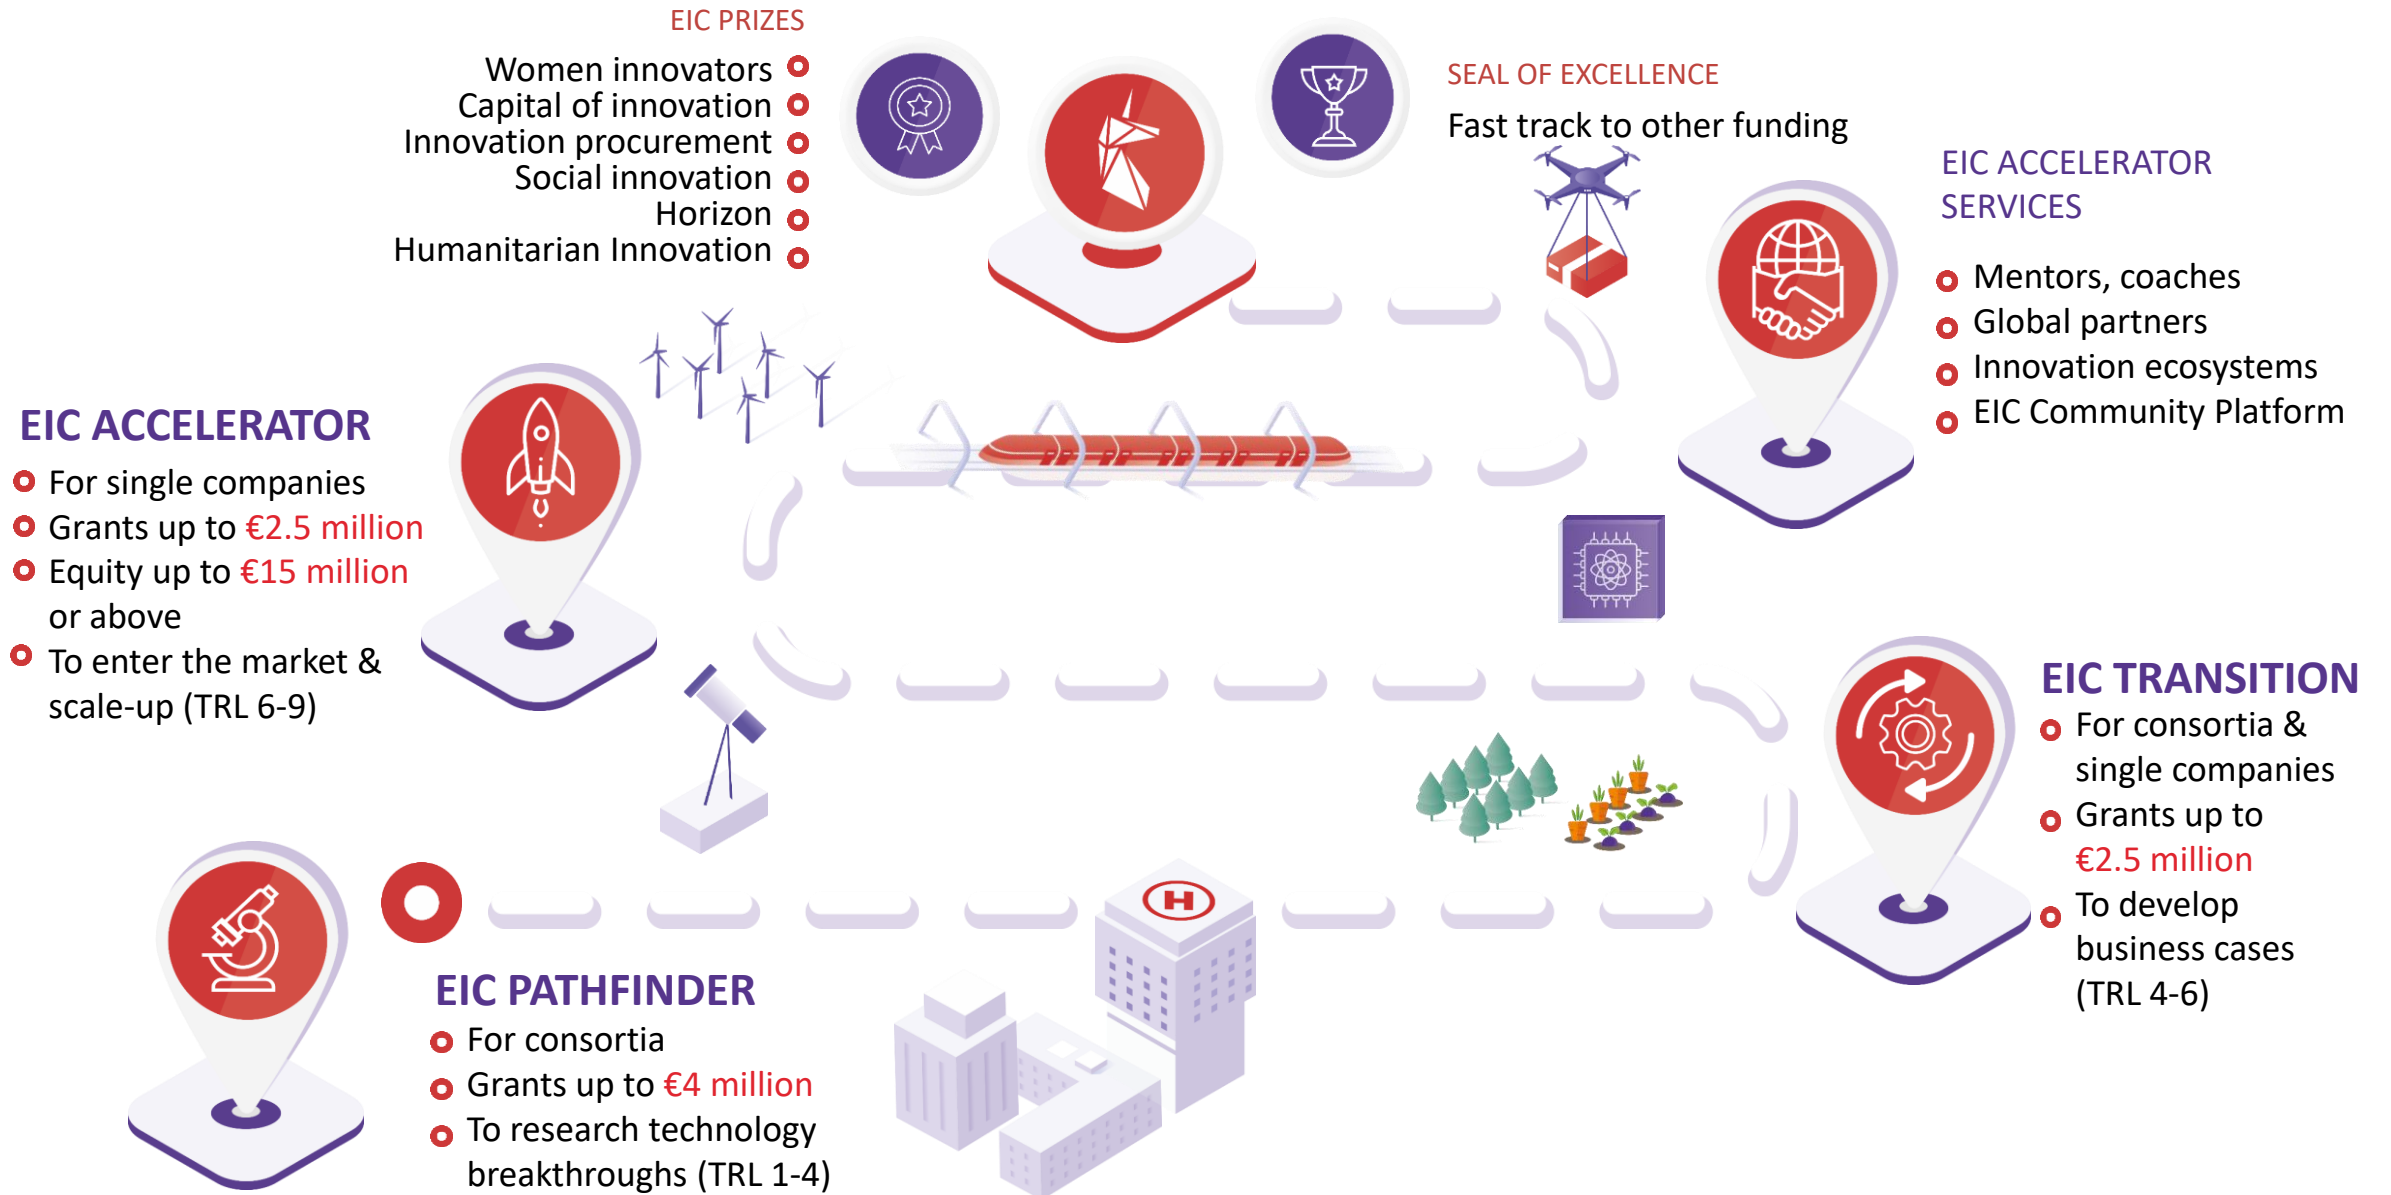 EIC PRIZES
Women innovators
Capital of innovation
Innovation procurement
Social innovation
Horizon
Humanitarian Innovation
SEAL OF EXCELLENCE
Fast track to other funding
EIC ACCELERATOR
SERVICES
Mentors, coaches
Global partners
Innovation ecosystems
EIC Community Platform
EIC ACCELERATOR
For single companies
Grants up to €2.5 million
Equity up to €15 million
or above
To enter the market &
scale-up (TRL 6-9)
EIC TRANSITION
For consortia &
single companies
Grants up to
€2.5 million
To develop
business cases
(TRL 4-6)
H
EIC PATHFINDER
For consortia
Grants up to €4 million
To research technology
breakthroughs (TRL 1-4)